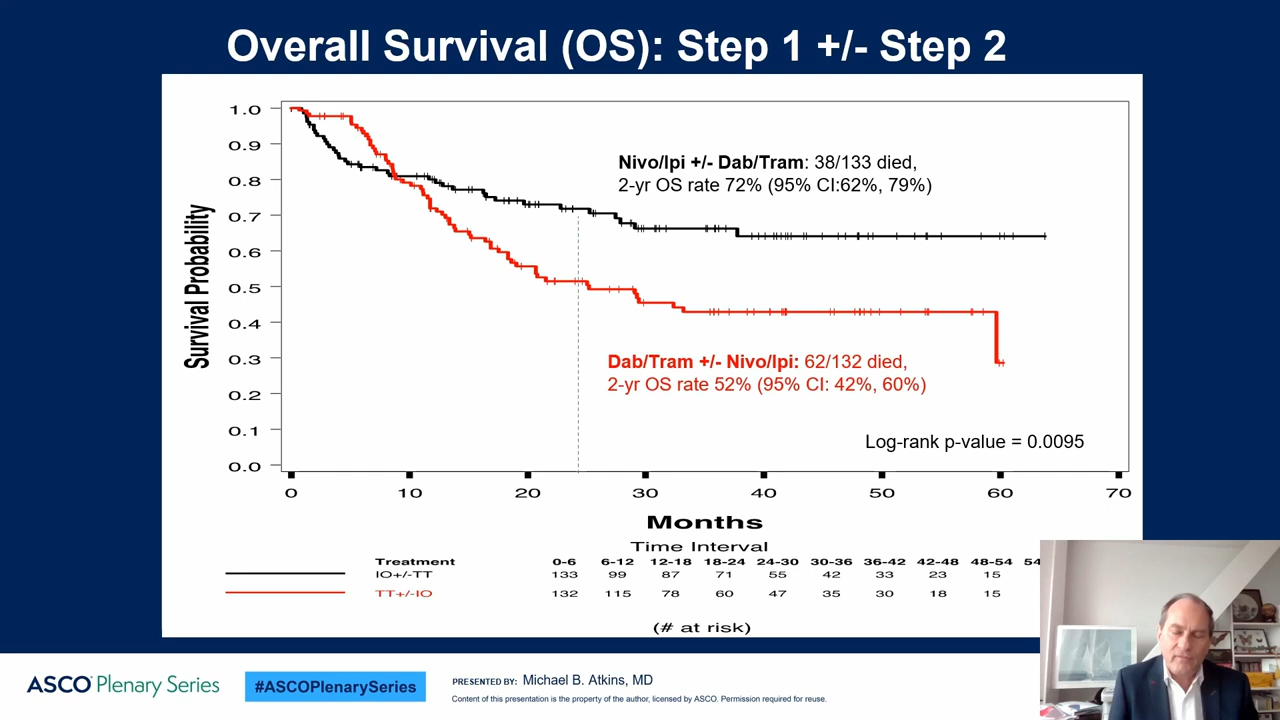 Overall Survival (OS): Step 1 +/- Step 2
Survival Probability
1.0
0.9
0.8
0.7
0.6
0.5
0.4
0.3
0.2
0.1
0.0
Nivo/Ipi +/- Dab/Tram: 38/133 died,
2-yr OS rate 72% (95% CI:62%, 79%)
Dab/Tram +/- Nivo/Ipi: 62/132 died,
2-yr OS rate 52% (95% CI: 42%, 60%)
Log-rank p-value = 0.0095
0 10 20 30 40 50 60 70
Months
Time Interval
Treatment 0-6 6-12 12-18 18-24 24-30 30-36 36-42 42-48 48-54 54
IO+/-TT 133 99 87 71 55 42 33 23 15
TT+/-IO 132 115 78 60 47 35 30 18 15
(# at risk)
ASCO Plenary Series
#ASCOPlenarySeries
PRESENTED BY: Michael B. Atkins, MD
Content of this presentation is the property of the author, licensed by ASCO. Permission required for reuse.